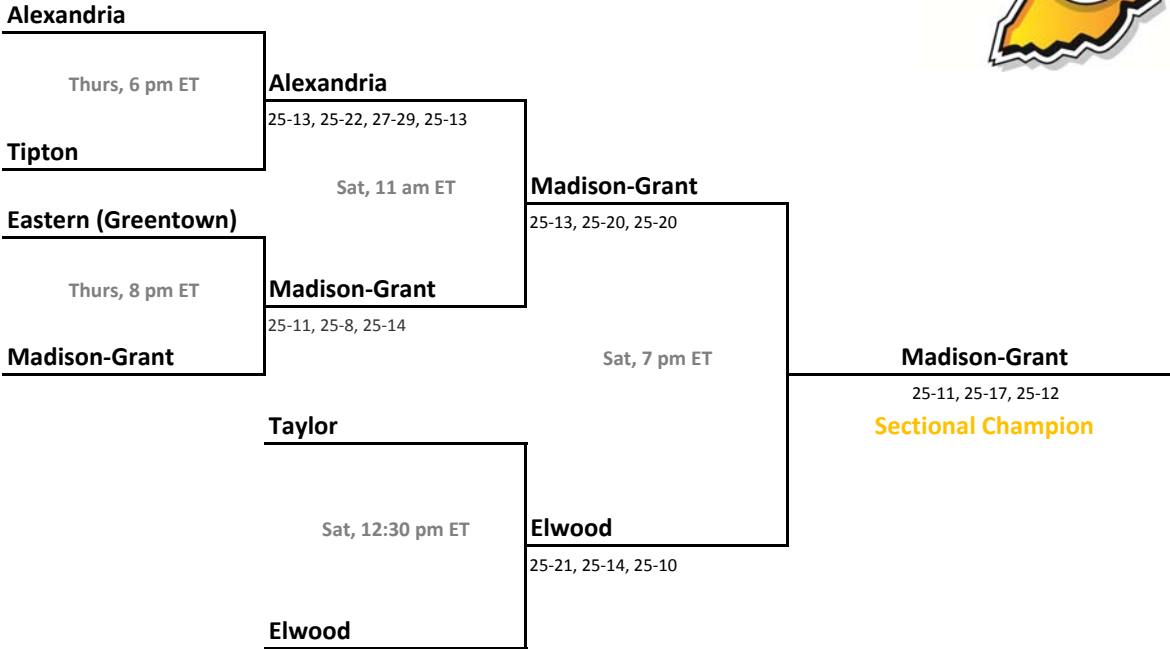 Alexandria
Thurs, 6 pm ET
Alexandria
25-13, 25-22, 27-29, 25-13
Tipton
Sat, 11 am ET
Madison-Grant
25-13, 25-20, 25-20
Eastern (Greentown)
Thurs, 8 pm ET
Madison-Grant
25-11, 25-8, 25-14
Madison-Grant
Sat, 7 pm ET
Madison-Grant
25-11, 25-17, 25-12
Sectional Champion
Taylor
Sat, 12:30 pm ET
Elwood
25-21, 25-14, 25-10
Elwood